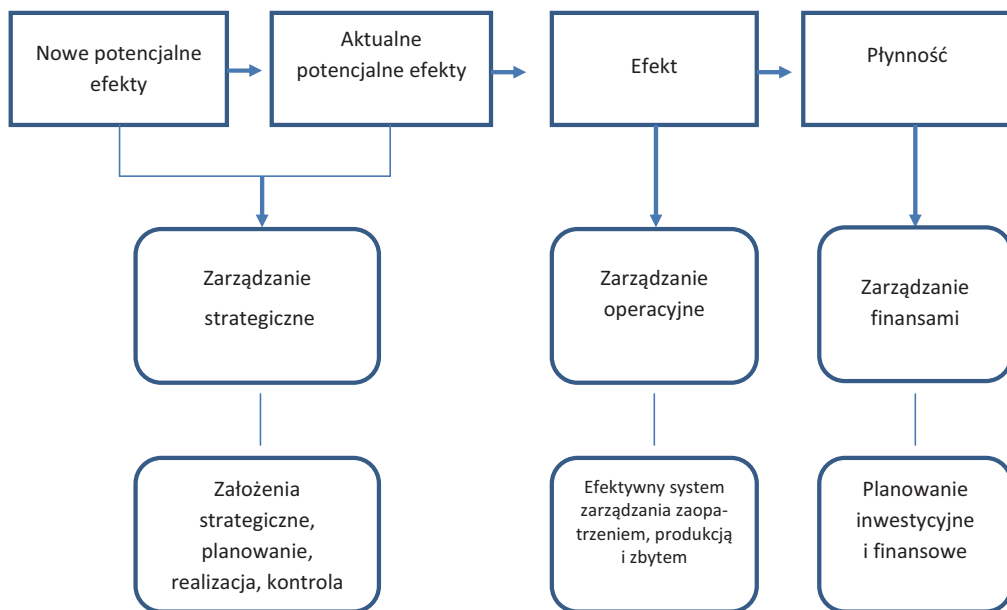 Nowe potencjalne
efekty
Aktualne
potencjalne efekty
Efekt
Płynność
Zarządzanie
strategiczne
Zarządzanie
operacyjne
Zarządzanie
finansami
Założenia
strategiczne,
planowanie,
realizacja, kontrola
Efektywny system
zarządzania zaopa-
trzeniem, produkcją
i zbytem
Planowanie
inwestycyjne
i finansowe